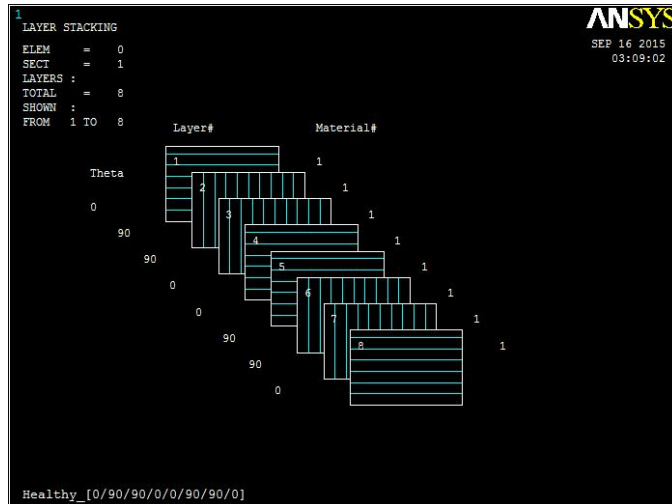 1
ANSYS
LAYER STACKING
SEP 16 2015
03:09:02
ELEM = 0
SECT = 1
LAYERS :
TOTAL = 8
SHOWN :
FROM 1 TO 8
Layer# Material#
Theta
1 1
2 1
0
3 1
90
4 1
90
5 1
0
6 1
0
7 1
90
8 1
90
0
Healthy_[0/90/90/0/0/90/90/0]